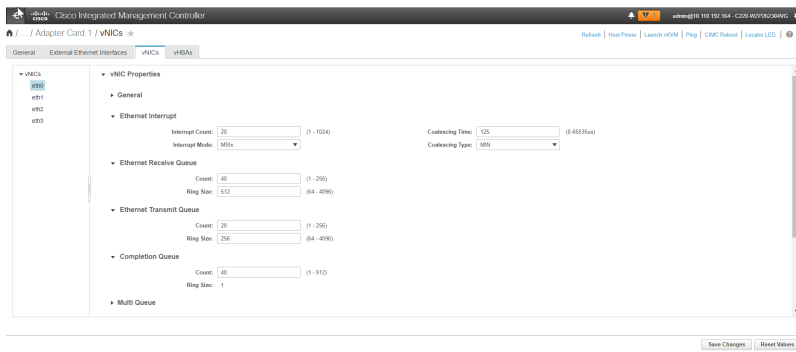 cisco Cisco Integrated Management Controller
1 admin@10.110.192.164 - C220-WZP262304VG
/ ... / Adapter Card 1 / vNICs ★
Refresh | Host Power | Launch vKVM | Ping | CIMC Reboot | Locator LED | ?
General External Ethernet Interfaces vNICs vHBAs
▼ vNICs
eth0
eth1
eth2
eth3
▼ vNIC Properties
▶ General
▼ Ethernet Interrupt
Interrupt Count: 20 (1 - 1024) Coalescing Time: 125 (0-65535us)
Interrupt Mode: MSIx Coalescing Type: MIN
▼ Ethernet Receive Queue
Count: 40 (1 - 256)
Ring Size: 512 (64 - 4096)
▼ Ethernet Transmit Queue
Count: 20 (1 - 256)
Ring Size: 256 (64 - 4096)
▼ Completion Queue
Count: 40 (1 - 512)
Ring Size: 1
▶ Multi Queue
Save Changes Reset Values